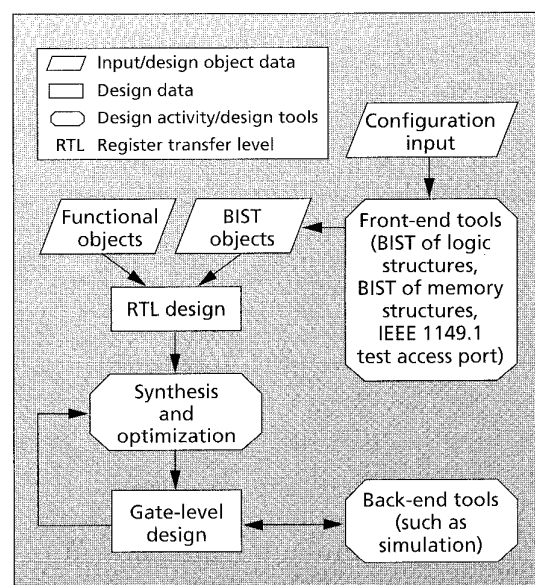 Input/design object data
Design data
Design activity/design tools
RTL Register transfer level
Configuration
input
Functional
objects
BIST
objects
Front-end tools
(BIST of logic
structures,
BIST of memory
structures,
IEEE 1149.1
test access port)
RTL design
Synthesis
and
optimization
Gate-level
design
Back-end tools
(such as
simulation)